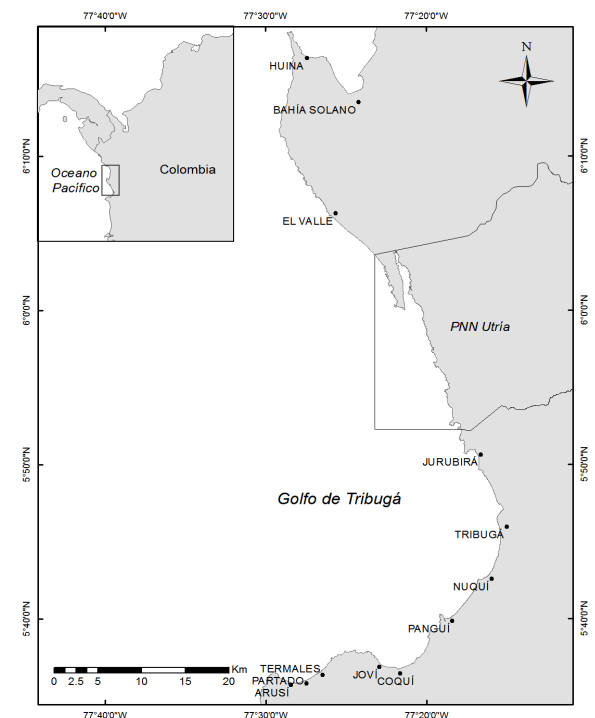 77°40'0"W
77°30'0"W
77°20'0"W
N
HUINA
BAHÍA SOLANO
6°10'0"N
6°10'0"N
Oceano
Pacífico
Colombia
EL VALLE
6°0'0"N
6°0'0"N
PNN Utría
5°50'0"N
5°50'0"N
JURUBIRÁ
Golfo de Tribugá
TRIBUGÁ
NUQUÍ
5°40'0"N
5°40'0"N
PANGUÍ
TERMALES
JOVÍ
COQUÍ
PARTADO
ARUSÍ
Km
0 2.5 5 10 15 20
77°40'0"W
77°30'0"W
77°20'0"W